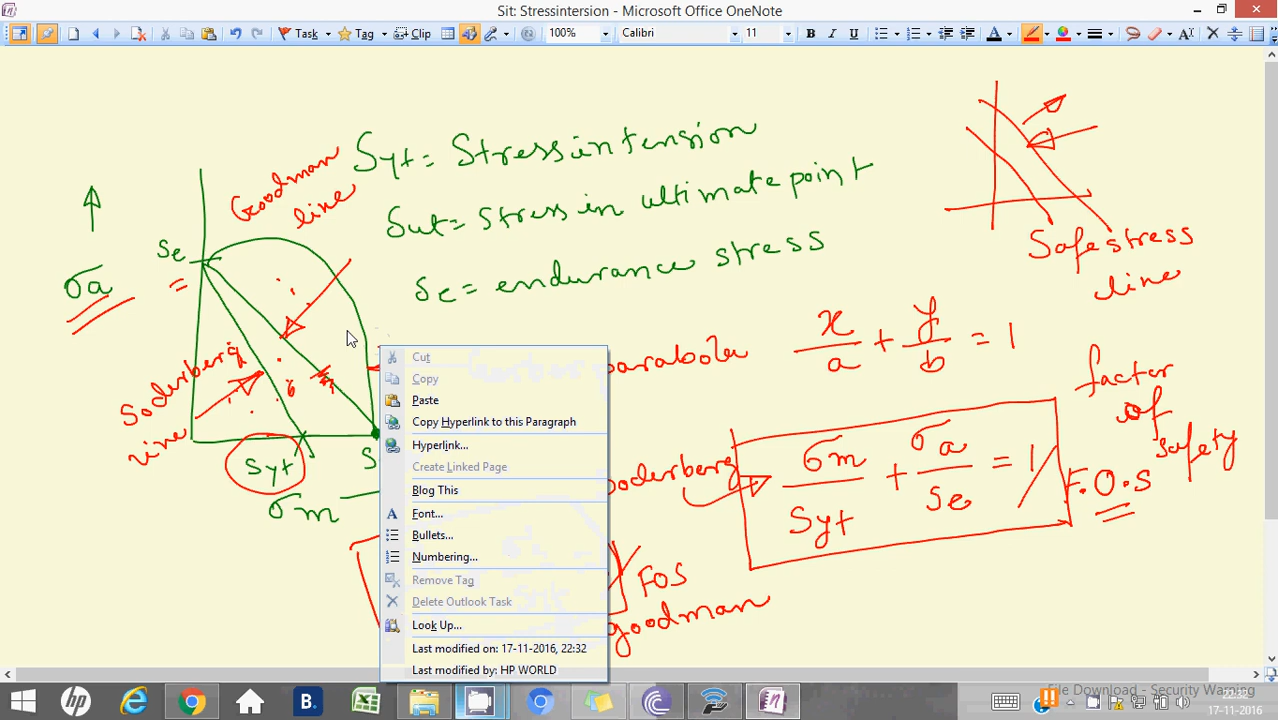 Sit: Stressintersion - Microsoft Office OneNote
Task Tag Clip 100% Calibri 11 B I U A
Goodman
line
Syt = Stress in tension
Sut = Stress in ultimate point
Se = endurance stress
Se
σa
Soderberg
line
Syt
S
σm
Safe stress
line
parabola
x/a + y/b = 1
factor
of
safety
oderberg
σm/Syt + σa/Se = 1/F.O.S
FOS
goodman
Cut
Copy
Paste
Copy Hyperlink to this Paragraph
Hyperlink...
Create Linked Page
Blog This
Font...
Bullets...
Numbering...
Remove Tag
Delete Outlook Task
Look Up...
Last modified on: 17-11-2016, 22:32
Last modified by: HP WORLD
File Download - Security Warning
hp
B.
22:32
17-11-2016